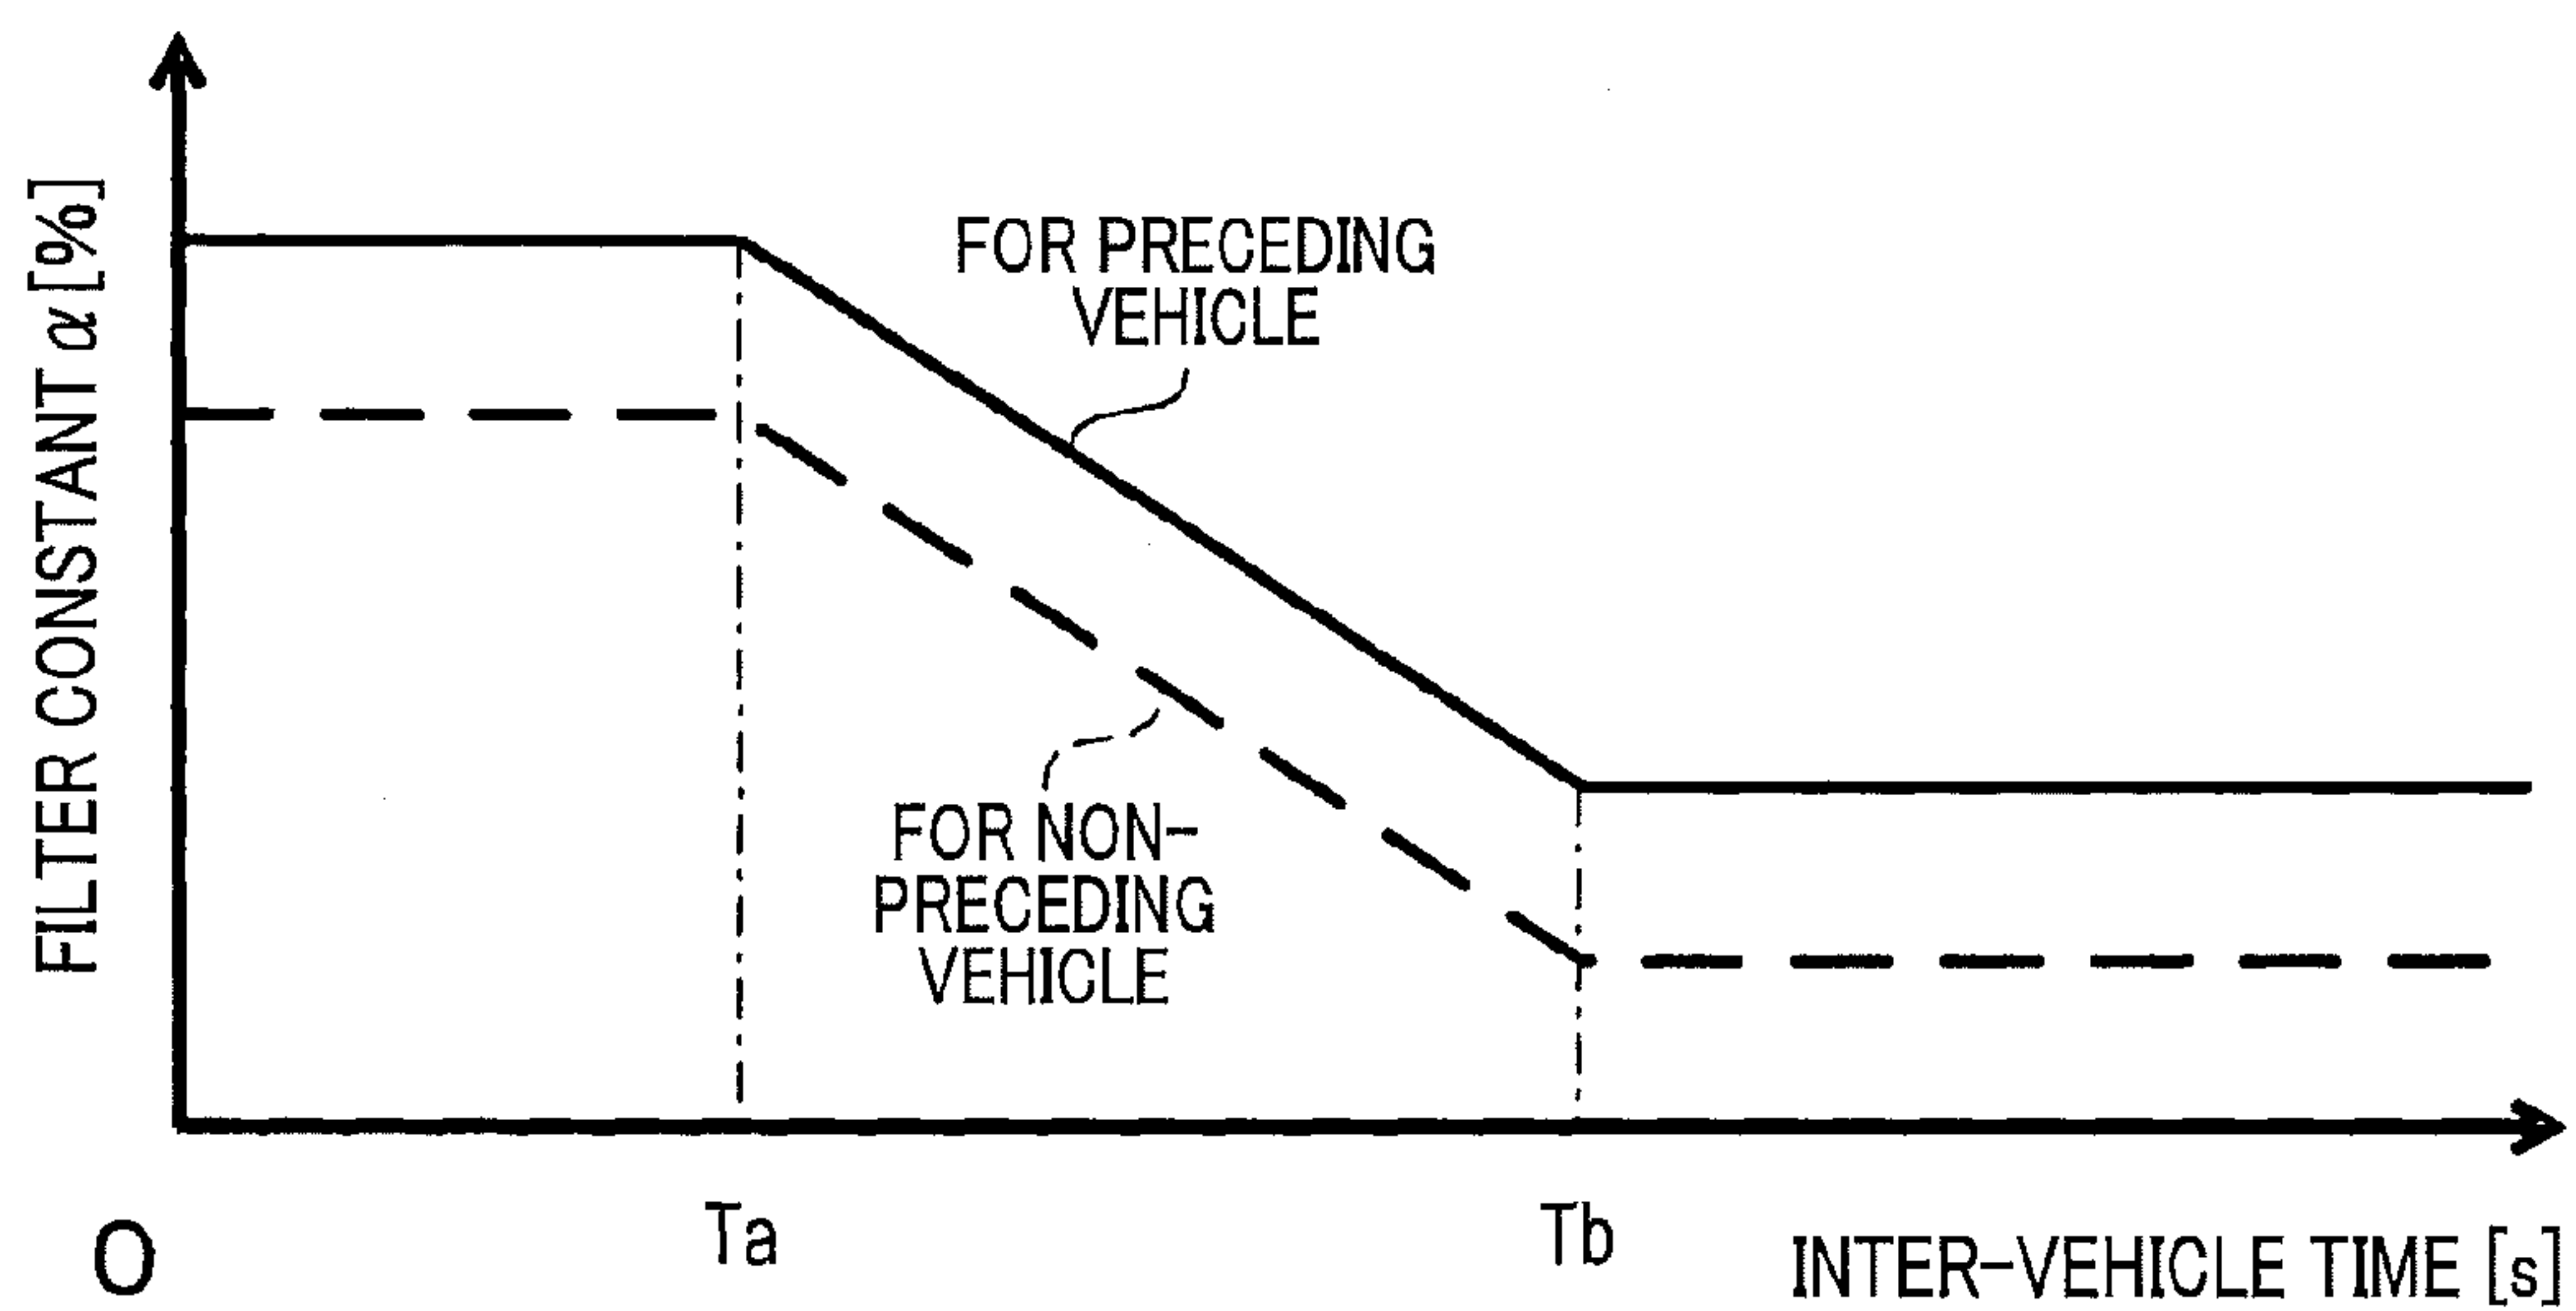 FILTER CONSTANT α [%]
FOR PRECEDING
VEHICLE
FOR NON-
PRECEDING
VEHICLE
O
Ta
Tb
INTER-VEHICLE TIME [s]